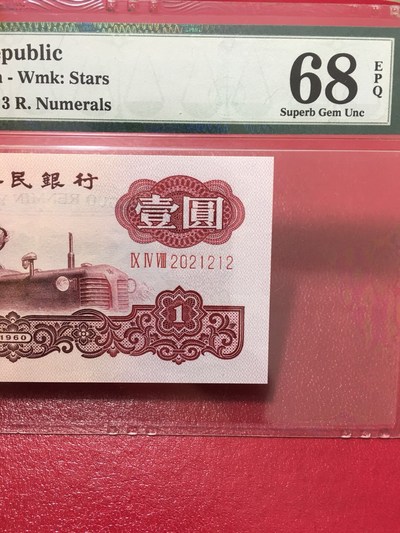 epublic
- Wmk: Stars
3 R. Numerals
68
EPQ
Superb Gem Unc
民銀行
壹圓
IX IV VIII 2021212
1
1960